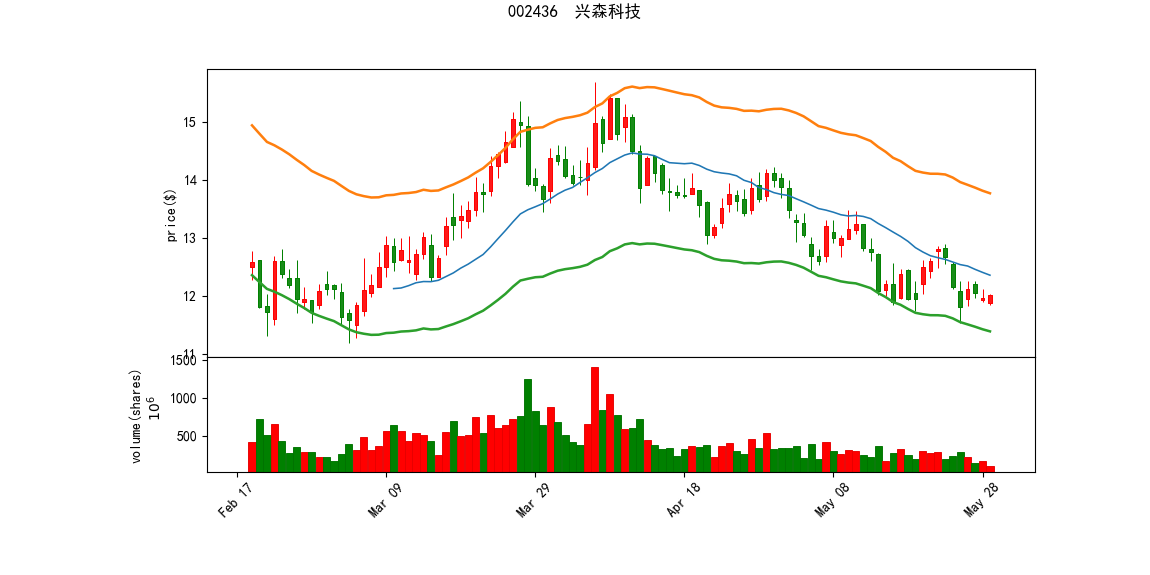 002436 兴森科技
price($)
15
14
13
12
11
volume(shares)
10^6
1500
1000
500
Feb 17
Mar 09
Mar 29
Apr 18
May 08
May 28